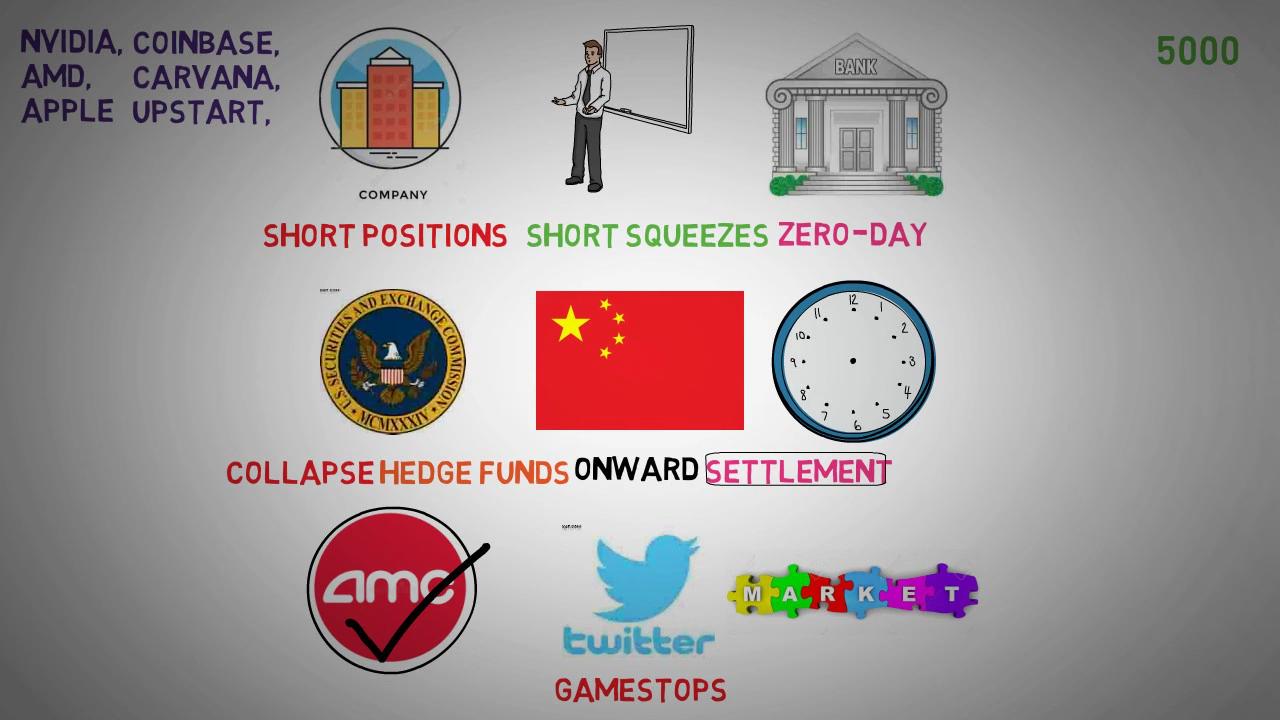 NVIDIA, COINBASE,
AMD, CARVANA,
APPLE UPSTART,
5000
BANK
COMPANY
SHORT POSITIONS SHORT SQUEEZES ZERO-DAY
U.S. SECURITIES AND EXCHANGE COMMISSION
MCMXXXIV
12
1
2
3
4
5
6
7
8
9
10
11
COLLAPSE HEDGE FUNDS ONWARD SETTLEMENT
amc
twitter
MARKET
GAMESTOPS